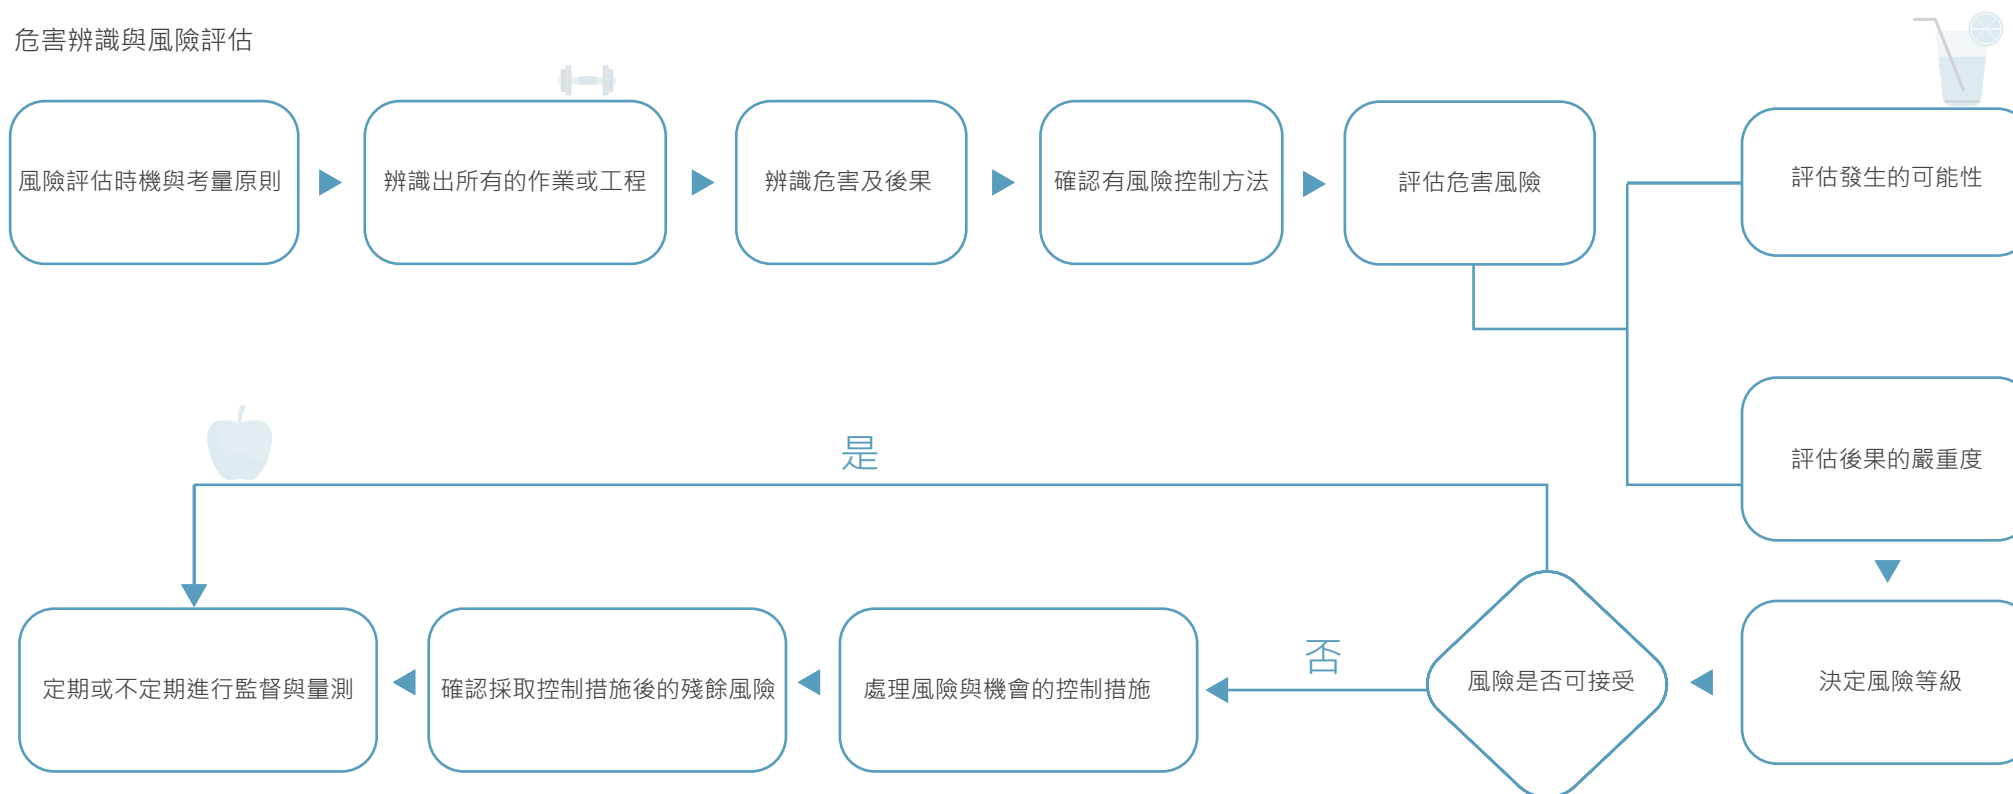 危害辨識與風險評估
風險評估時機與考量原則
辨識出所有的作業或工程
辨識危害及後果
確認有風險控制方法
評估危害風險
評估發生的可能性
評估後果的嚴重度
決定風險等級
風險是否可接受
是
否
處理風險與機會的控制措施
確認採取控制措施後的殘餘風險
定期或不定期進行監督與量測